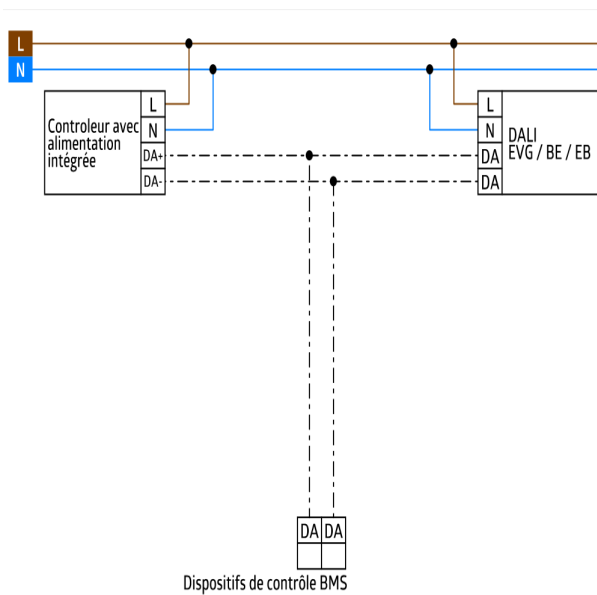 L
N
Controleur avec
alimentation
intégrée
L
N
DA+
DA-
L
N
DA
DA
DALI
EVG / BE / EB
DA DA
Dispositifs de contrôle BMS